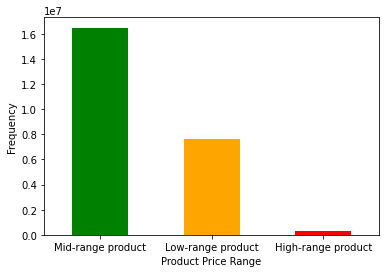 1e7
1.6
1.4
1.2
1.0
0.8
0.6
0.4
0.2
0.0
Frequency
Mid-range product Low-range product High-range product
Product Price Range